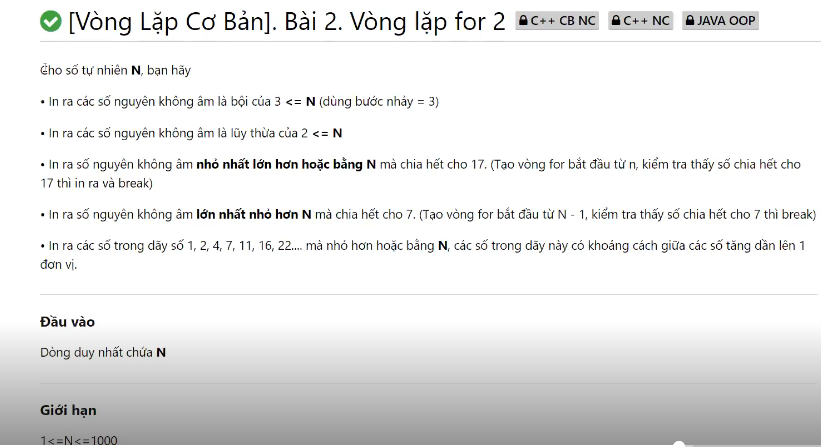 [Vòng Lặp Cơ Bản]. Bài 2. Vòng lặp for 2 C++ CB NC C++ NC JAVA OOP
Cho số tự nhiên N, bạn hãy
• In ra các số nguyên không âm là bội của 3 <= N (dùng bước nhảy = 3)
• In ra các số nguyên không âm là lũy thừa của 2 <= N
• In ra số nguyên không âm nhỏ nhất lớn hơn hoặc bằng N mà chia hết cho 17. (Tạo vòng for bắt đầu từ n, kiểm tra thấy số chia hết cho
17 thì in ra và break)
• In ra số nguyên không âm lớn nhất nhỏ hơn N mà chia hết cho 7. (Tạo vòng for bắt đầu từ N - 1, kiểm tra thấy số chia hết cho 7 thì break)
• In ra các số trong dãy số 1, 2, 4, 7, 11, 16, 22.... mà nhỏ hơn hoặc bằng N, các số trong dãy này có khoảng cách giữa các số tăng dần lên 1
đơn vị.
Đầu vào
Dòng duy nhất chứa N
Giới hạn
1<=N<=1000